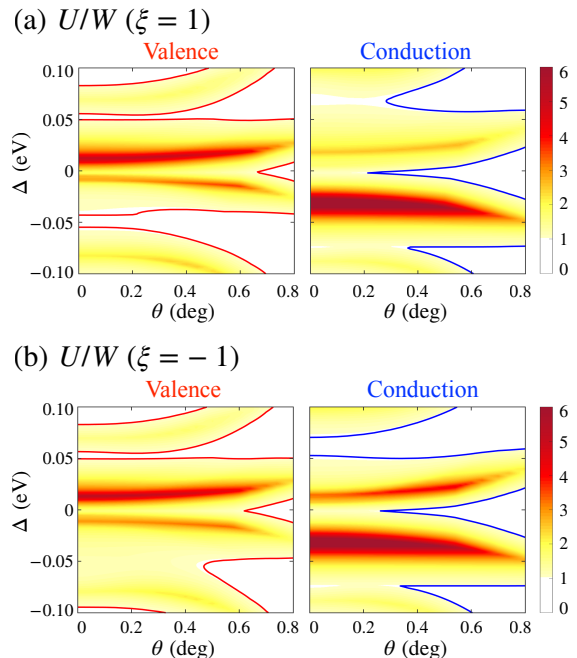 (a) U/W (ξ = 1)
Valence
Conduction
0.10
0.05
0
−0.05
−0.10
Δ (eV)
0 0.2 0.4 0.6 0.8
θ (deg)
0 0.2 0.4 0.6 0.8
θ (deg)
6
5
4
3
2
1
0
(b) U/W (ξ = − 1)
Valence
Conduction
0.10
0.05
0
−0.05
−0.10
Δ (eV)
0 0.2 0.4 0.6 0.8
θ (deg)
0 0.2 0.4 0.6 0.8
θ (deg)
6
5
4
3
2
1
0